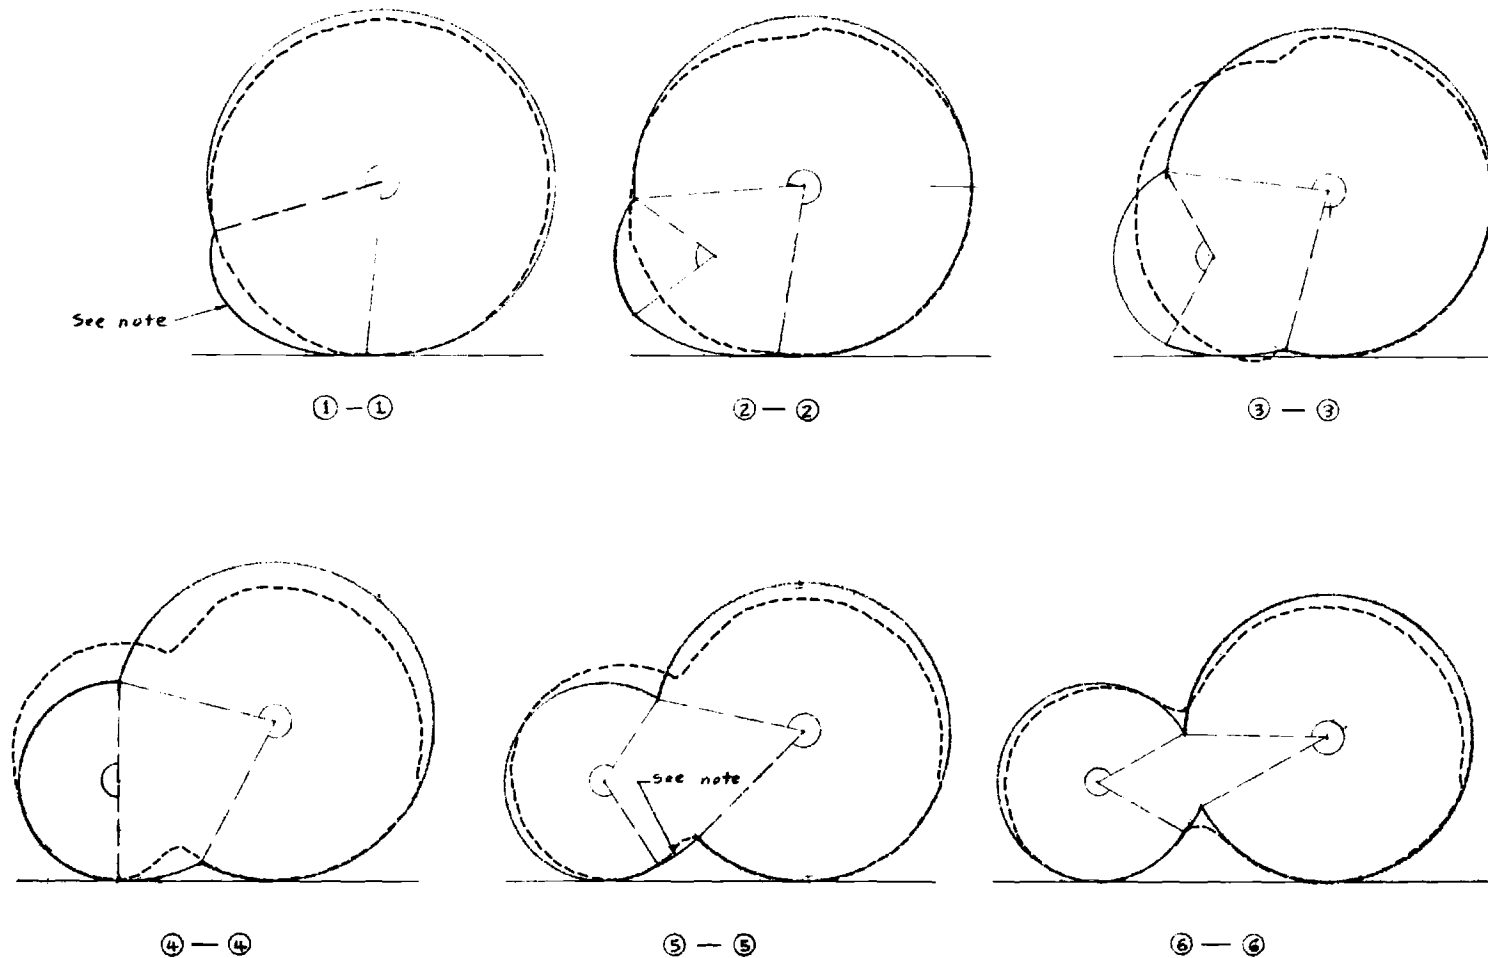 See note
① — ①
② — ②
③ — ③
see note
④ — ④
⑤ — ⑤
⑥ — ⑥